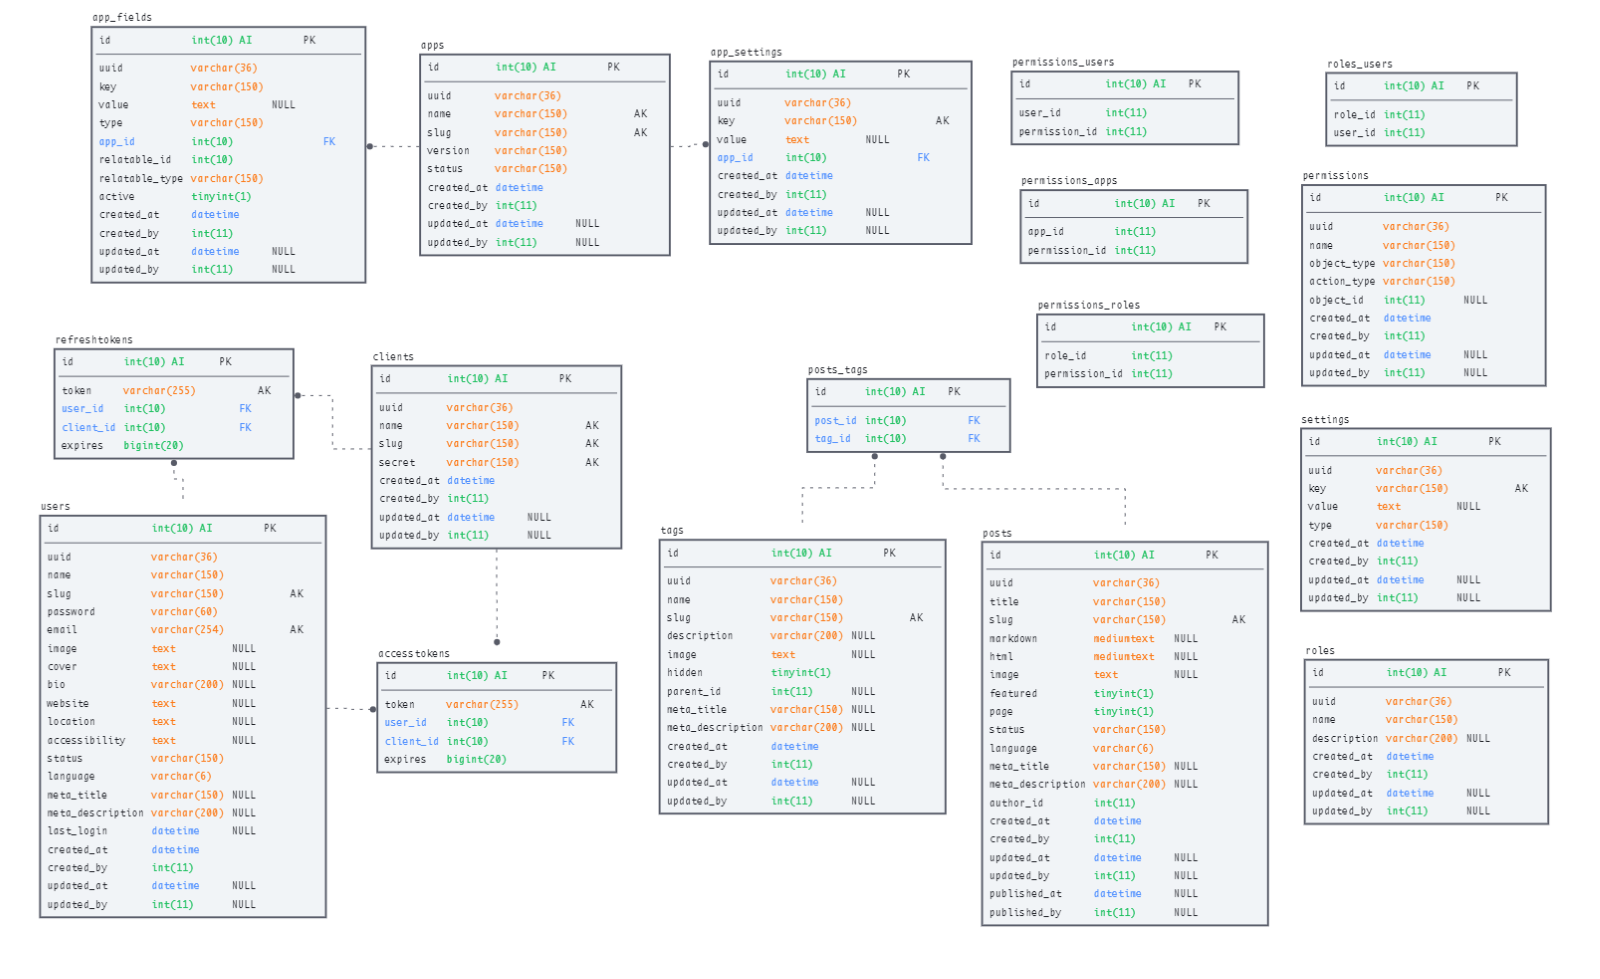 app_fields
id int(10) AI PK
uuid varchar(36)
key varchar(150)
value text NULL
type varchar(150)
app_id int(10) FK
relatable_id int(10)
relatable_type varchar(150)
active tinyint(1)
created_at datetime
created_by int(11)
updated_at datetime NULL
updated_by int(11) NULL
apps
id int(10) AI PK
uuid varchar(36)
name varchar(150) AK
slug varchar(150) AK
version varchar(150)
status varchar(150)
created_at datetime
created_by int(11)
updated_at datetime NULL
updated_by int(11) NULL
app_settings
id int(10) AI PK
uuid varchar(36)
key varchar(150) AK
value text NULL
app_id int(10) FK
created_at datetime
created_by int(11)
updated_at datetime NULL
updated_by int(11) NULL
permissions_users
id int(10) AI PK
user_id int(11)
permission_id int(11)
roles_users
id int(10) AI PK
role_id int(11)
user_id int(11)
permissions_apps
id int(10) AI PK
app_id int(11)
permission_id int(11)
permissions
id int(10) AI PK
uuid varchar(36)
name varchar(150)
object_type varchar(150)
action_type varchar(150)
object_id int(11) NULL
created_at datetime
created_by int(11)
updated_at datetime NULL
updated_by int(11) NULL
permissions_roles
id int(10) AI PK
role_id int(11)
permission_id int(11)
refreshtokens
id int(10) AI PK
token varchar(255) AK
user_id int(10) FK
client_id int(10) FK
expires bigint(20)
clients
id int(10) AI PK
uuid varchar(36)
name varchar(150) AK
slug varchar(150) AK
secret varchar(150) AK
created_at datetime
created_by int(11)
updated_at datetime NULL
updated_by int(11) NULL
posts_tags
id int(10) AI PK
post_id int(10) FK
tag_id int(10) FK
settings
id int(10) AI PK
uuid varchar(36)
key varchar(150) AK
value text NULL
type varchar(150)
created_at datetime
created_by int(11)
updated_at datetime NULL
updated_by int(11) NULL
users
id int(10) AI PK
uuid varchar(36)
name varchar(150)
slug varchar(150) AK
password varchar(60)
email varchar(254) AK
image text NULL
cover text NULL
bio varchar(200) NULL
website text NULL
location text NULL
accessibility text NULL
status varchar(150)
language varchar(6)
meta_title varchar(150) NULL
meta_description varchar(200) NULL
last_login datetime NULL
created_at datetime
created_by int(11)
updated_at datetime NULL
updated_by int(11) NULL
accesstokens
id int(10) AI PK
token varchar(255) AK
user_id int(10) FK
client_id int(10) FK
expires bigint(20)
tags
id int(10) AI PK
uuid varchar(36)
name varchar(150)
slug varchar(150) AK
description varchar(200) NULL
image text NULL
hidden tinyint(1)
parent_id int(11) NULL
meta_title varchar(150) NULL
meta_description varchar(200) NULL
created_at datetime
created_by int(11)
updated_at datetime NULL
updated_by int(11) NULL
posts
id int(10) AI PK
uuid varchar(36)
title varchar(150)
slug varchar(150) AK
markdown mediumtext NULL
html mediumtext NULL
image text NULL
featured tinyint(1)
page tinyint(1)
status varchar(150)
language varchar(6)
meta_title varchar(150) NULL
meta_description varchar(200) NULL
author_id int(11)
created_at datetime
created_by int(11)
updated_at datetime NULL
updated_by int(11) NULL
published_at datetime NULL
published_by int(11) NULL
roles
id int(10) AI PK
uuid varchar(36)
name varchar(150)
description varchar(200) NULL
created_at datetime
created_by int(11)
updated_at datetime NULL
updated_by int(11) NULL